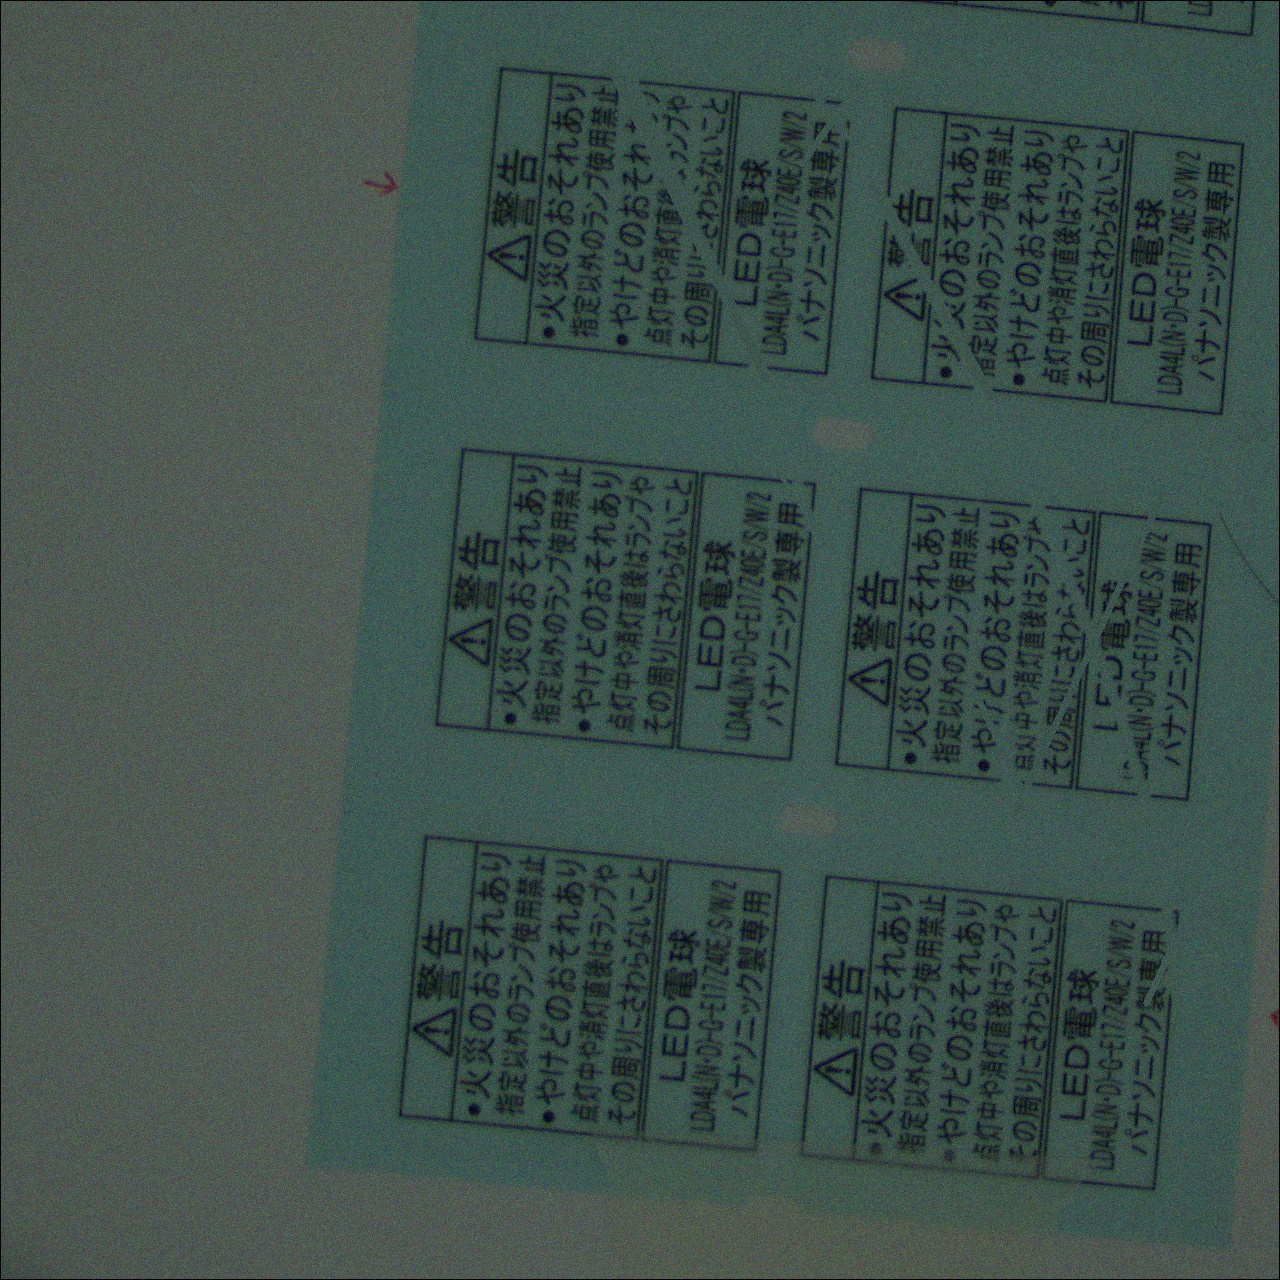 ⚠警告
●火災のおそれあり
指定以外のランプ使用禁止
●やけどのおそれ
点灯中や消灯直 ランプや
その周りにさわらないこと
LED電球
LDA4L(N・D)-G-E17/Z40E/S/W/2
パナソニック製専用
⚠警告
●火災のおそれあり
指定以外のランプ使用禁止
●やけどのおそれあり
点灯中や消灯直後はランプや
その周りにさわらないこと
LED電球
LDA4L(N・D)-G-E17/Z40E/S/W/2
パナソニック製専用
⚠警告
●火災のおそれあり
指定以外のランプ使用禁止
●やけどのおそれあり
点灯中や消灯直後はランプや
その周りにさわらないこと
LED電球
LDA4L(N・D)-G-E17/Z40E/S/W/2
パナソニック製専用
⚠警告
●火災のおそれあり
指定以外のランプ使用禁止
●やけどのおそれあり
点灯中や消灯直後はランプや
その周りにさわらないこと
LED電球
LDA4L(N・D)-G-E17/Z40E/S/W/2
パナソニック製専用
⚠警告
●火災のおそれあり
指定以外のランプ使用禁止
●やけどのおそれあり
点灯中や消灯直後はランプや
その周りにさわらないこと
LED電球
LDA4L(N・D)-G-E17/Z40E/S/W/2
パナソニック製専用
⚠警告
●火災のおそれあり
指定以外のランプ使用禁止
●やけどのおそれあり
点灯中や消灯直後はランプや
その周りにさわらないこと
LED電球
LDA4L(N・D)-G-E17/Z40E/S/W/2
パナソニック製専用